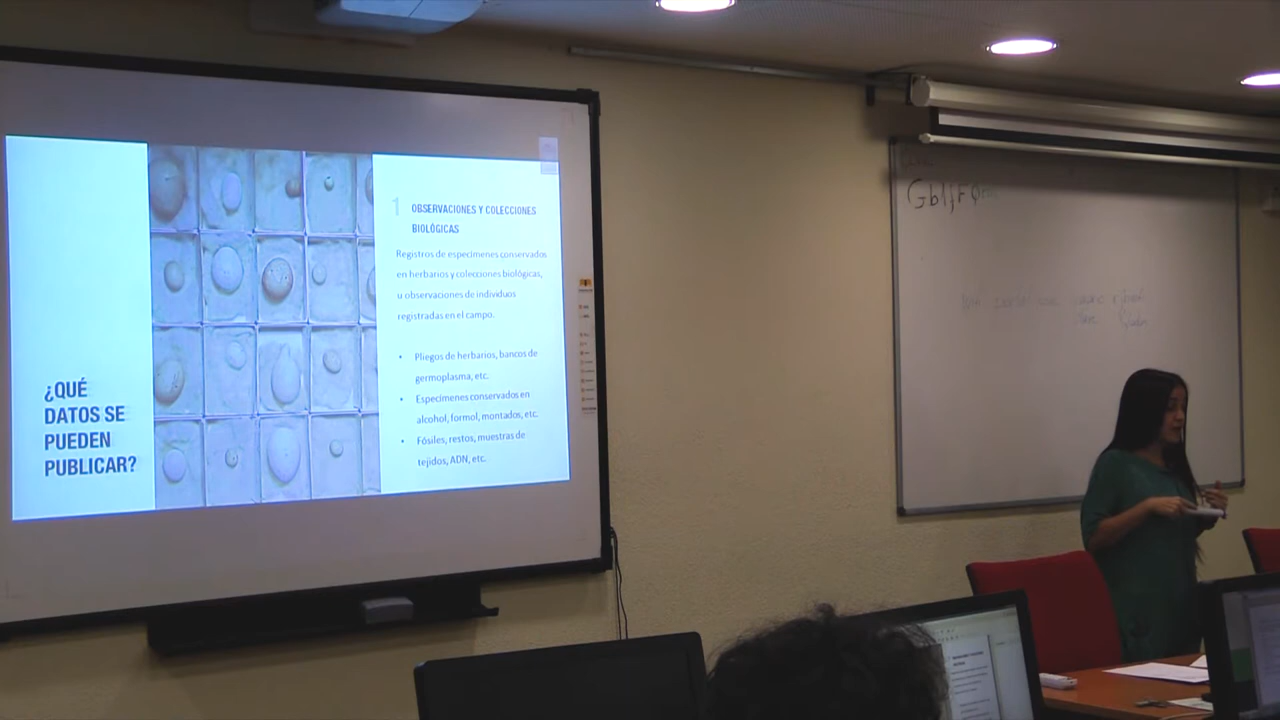 ¿QUÉ
DATOS SE
PUEDEN
PUBLICAR?
1 OBSERVACIONES Y COLECCIONES
BIOLÓGICAS
Registros de especímenes conservados
en herbarios y colecciones biológicas,
u observaciones de individuos
registradas en el campo.
• Pliegos de herbarios, bancos de
germoplasma, etc.
• Especímenes conservados en
alcohol, formol, montados, etc.
• Fósiles, restos, muestras de
tejidos, ADN, etc.